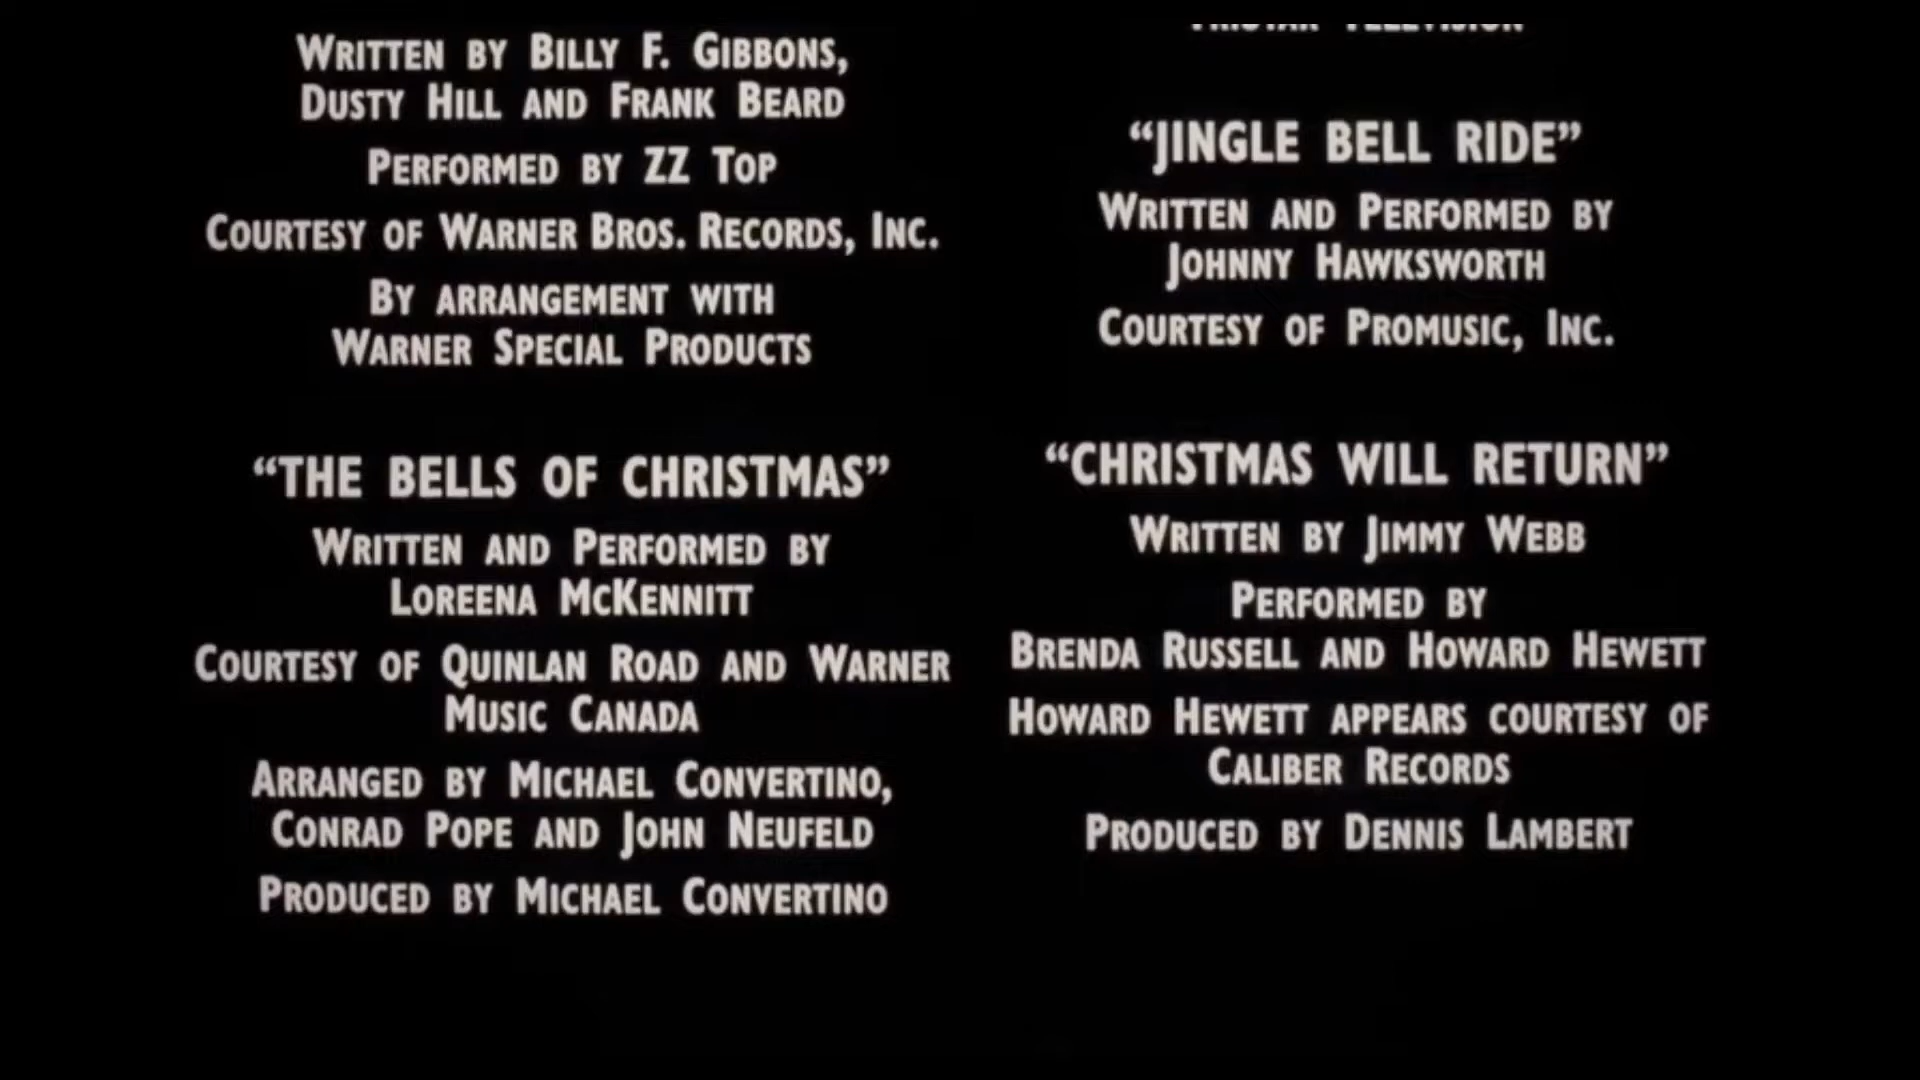 WRITTEN BY BILLY F. GIBBONS,
DUSTY HILL AND FRANK BEARD
PERFORMED BY ZZ TOP
COURTESY OF WARNER BROS. RECORDS, INC.
BY ARRANGEMENT WITH
WARNER SPECIAL PRODUCTS
“THE BELLS OF CHRISTMAS”
WRITTEN AND PERFORMED BY
LOREENA MCKENNITT
COURTESY OF QUINLAN ROAD AND WARNER
MUSIC CANADA
ARRANGED BY MICHAEL CONVERTINO,
CONRAD POPE AND JOHN NEUFELD
PRODUCED BY MICHAEL CONVERTINO
TRISTAR TELEVISION
“JINGLE BELL RIDE”
WRITTEN AND PERFORMED BY
JOHNNY HAWKSWORTH
COURTESY OF PROMUSIC, INC.
“CHRISTMAS WILL RETURN”
WRITTEN BY JIMMY WEBB
PERFORMED BY
BRENDA RUSSELL AND HOWARD HEWETT
HOWARD HEWETT APPEARS COURTESY OF
CALIBER RECORDS
PRODUCED BY DENNIS LAMBERT